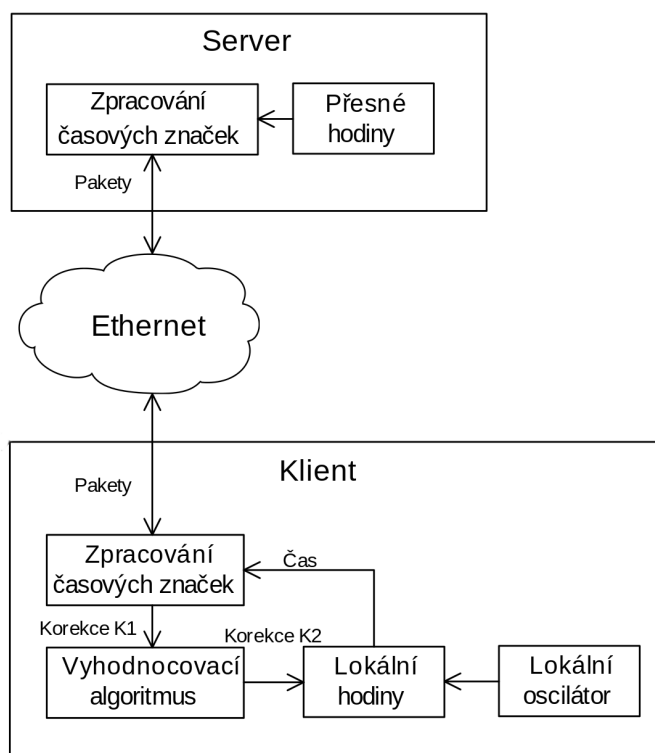 Server
Zpracování
časových značek
Přesné
hodiny
Pakety
Ethernet
Klient
Pakety
Zpracování
časových značek
Čas
Korekce K1
Korekce K2
Vyhodnocovací
algoritmus
Lokální
hodiny
Lokální
oscilátor